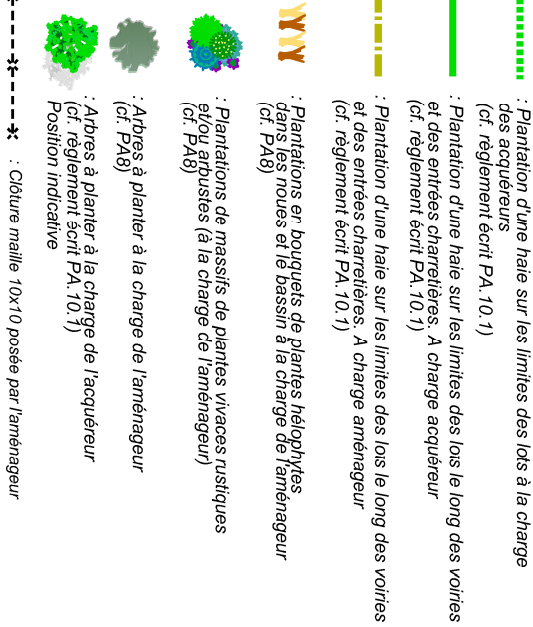 : Plantation d'une haie sur les limites des lots à la charge
des acquéreurs
(cf. règlement écrit PA.10.1)
: Plantation d'une haie sur les limites des lois le long des voiries
et des entrées charretières. A charge acquéreur
(cf. règlement écrit PA.10.1)
: Plantation d'une haie sur les limites des lois le long des voiries
et des entrées charretières. A charge aménageur
(cf. règlement écrit PA.10.1)
: Plantations en bouquets de plantes hélophytes
dans les noues et le bassin à la charge de l'aménageur
(cf. PA8)
: Plantations de massifs de plantes vivaces rustiques
et/ou arbustes (à la charge de l'aménageur)
(cf. PA8)
: Arbres à planter à la charge de l'aménageur
(cf. PA8)
: Arbres à planter à la charge de l'acquéreur
(cf. règlement écrit PA.10.1)
Position indicative
: Clôture maille 10x10 posée par l'aménageur